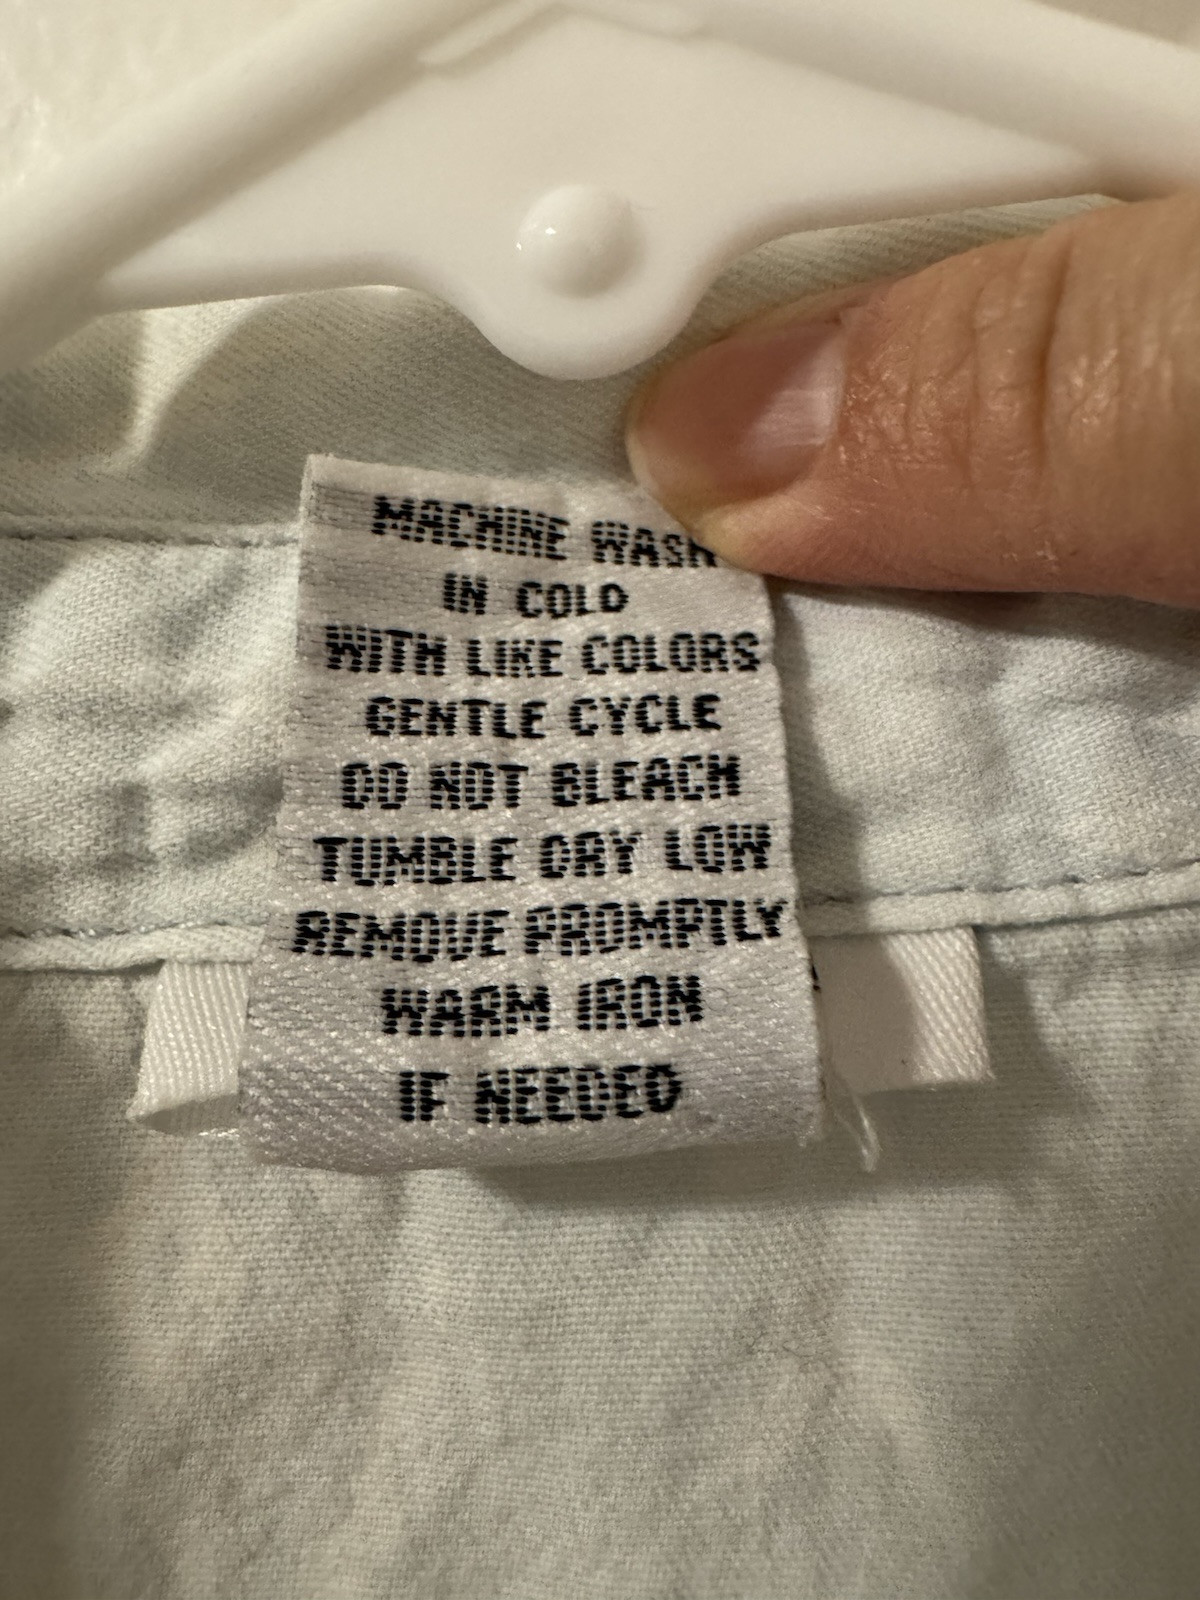 MACHINE WASH
IN COLD
WITH LIKE COLORS
GENTLE CYCLE
DO NOT BLEACH
TUMBLE DRY LOW
REMOVE PROMPTLY
WARM IRON
IF NEEDED